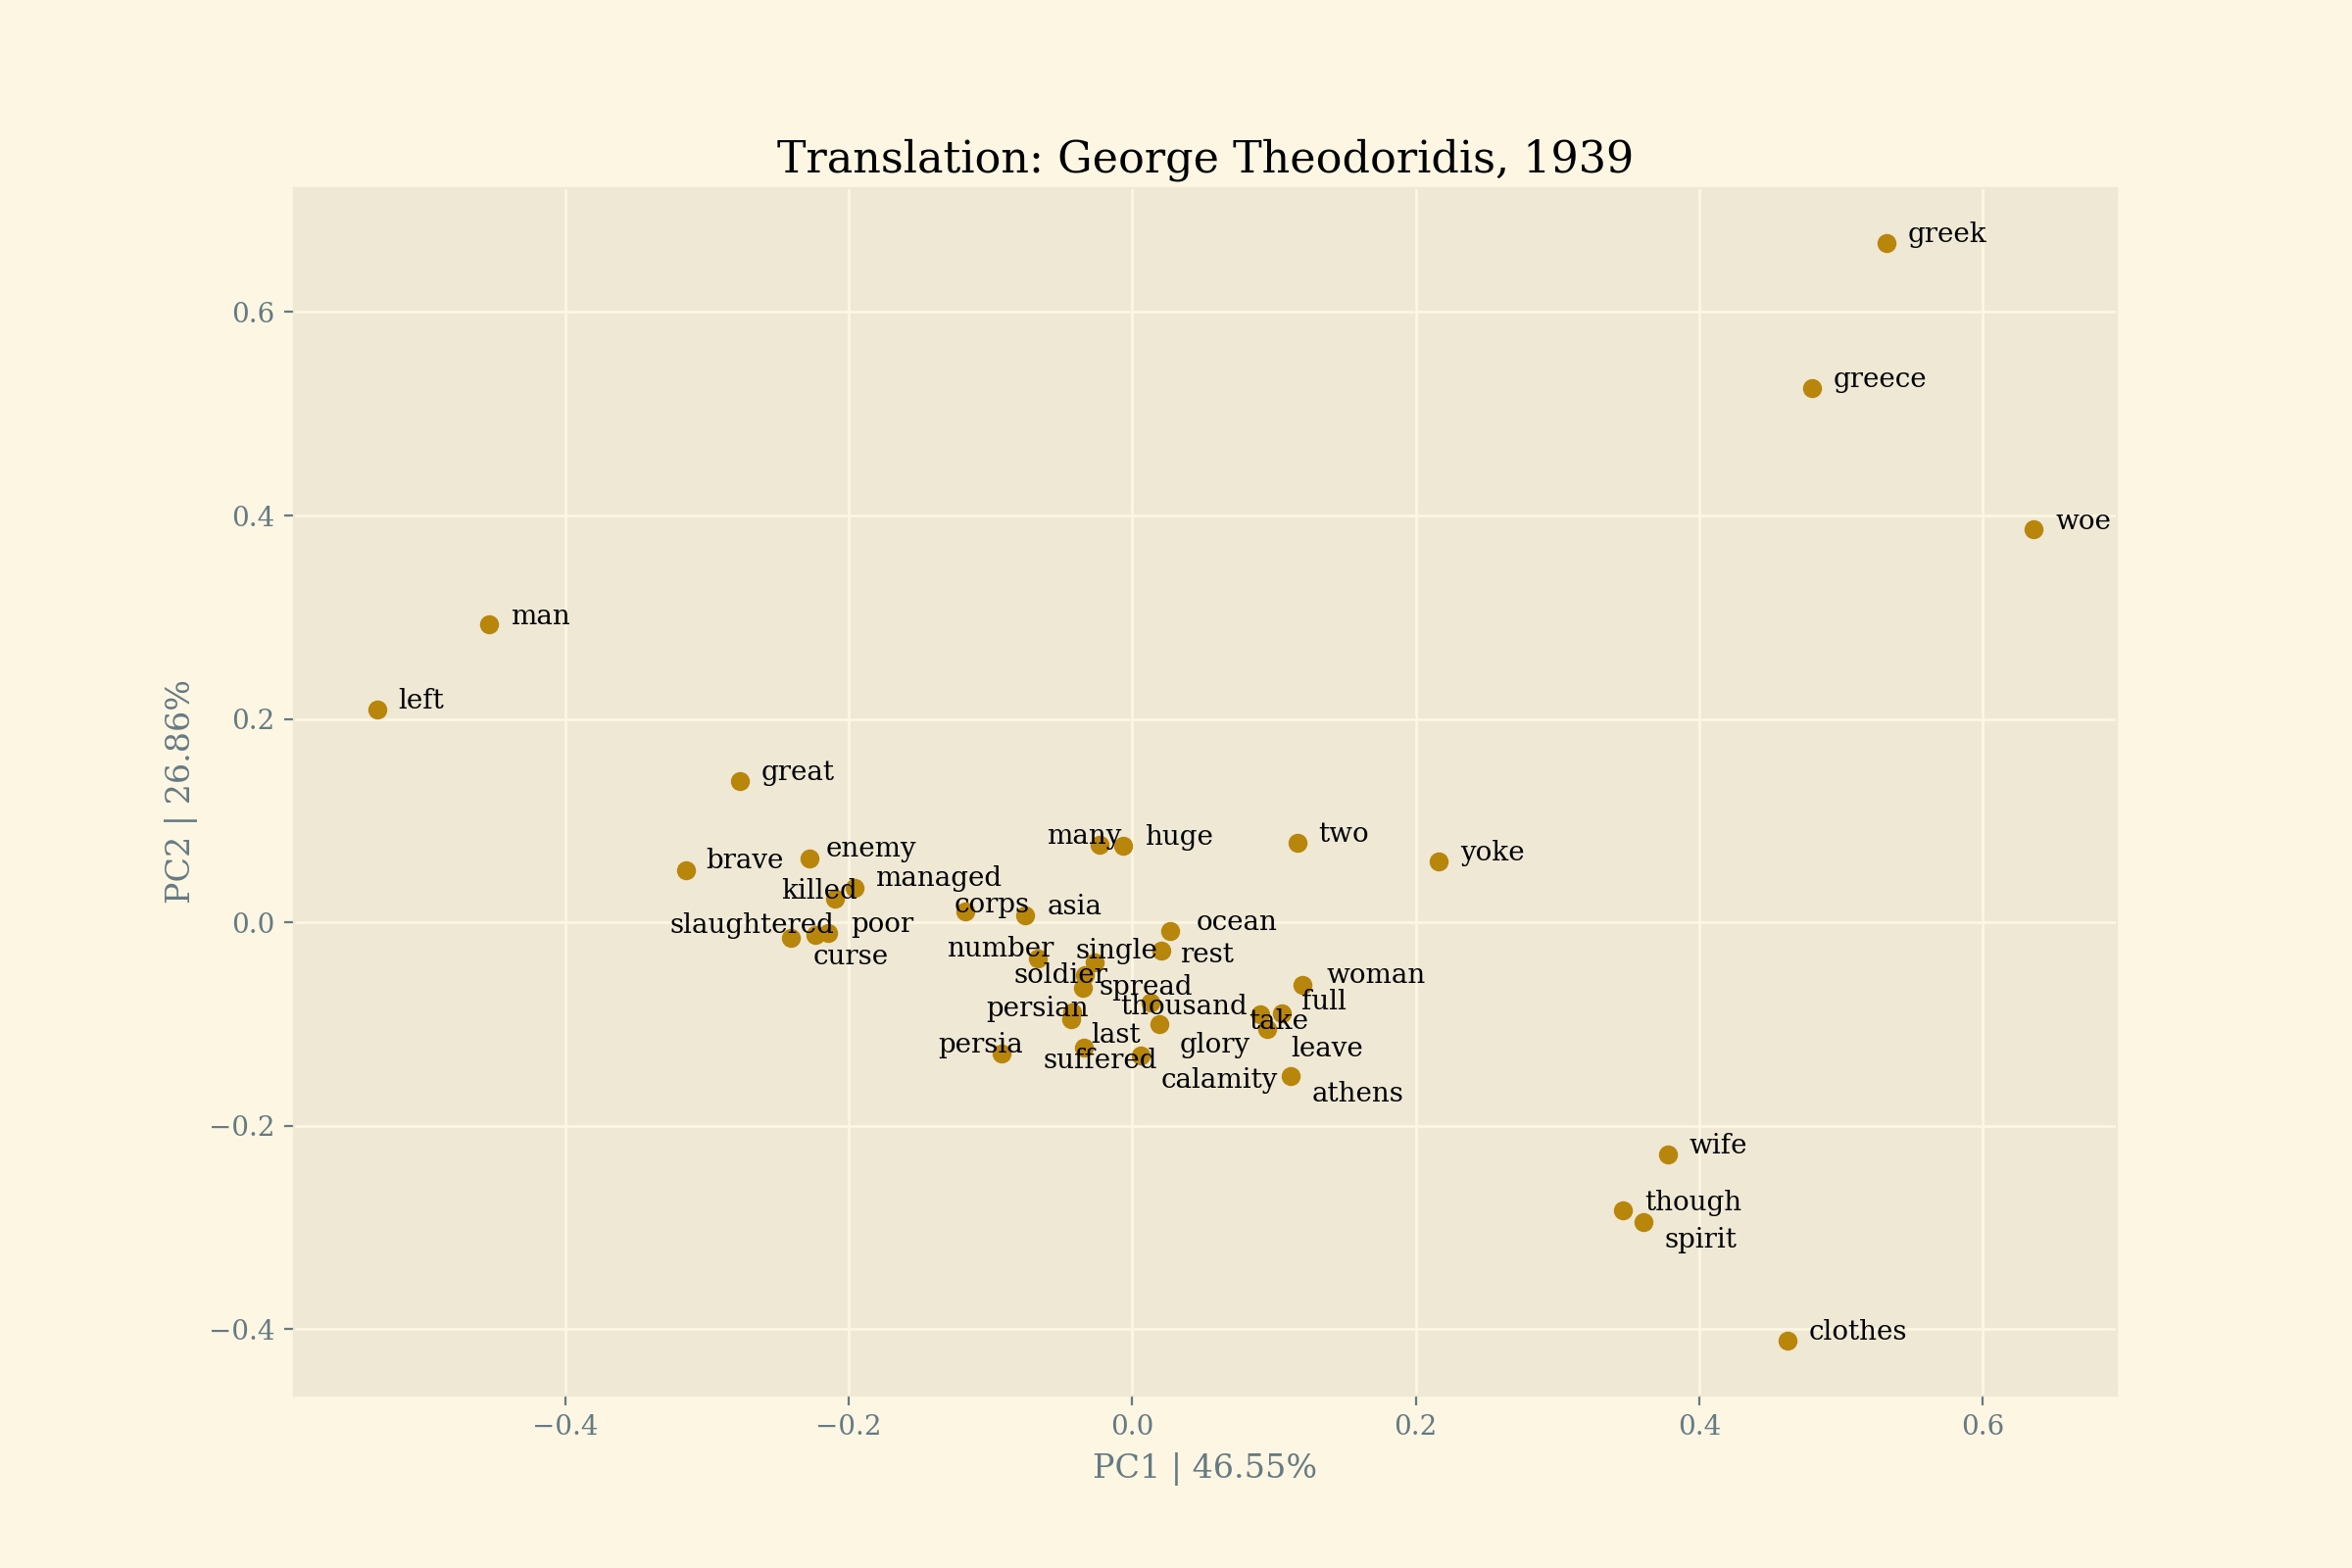 Translation: George Theodoridis, 1939
greek
0.6
greece
0.4
woe
man
left
0.2
great
many
huge
two
yoke
enemy
brave
managed
killed
corps
asia
0.0
slaughtered
poor
ocean
curse
number
single
rest
soldier
woman
spread
full
persian
thousand
take
last
persia
glory
leave
suffered
calamity
athens
−0.2
wife
though
spirit
−0.4
clothes
PC2 | 26.86%
−0.4
−0.2
0.0
0.2
0.4
0.6
PC1 | 46.55%